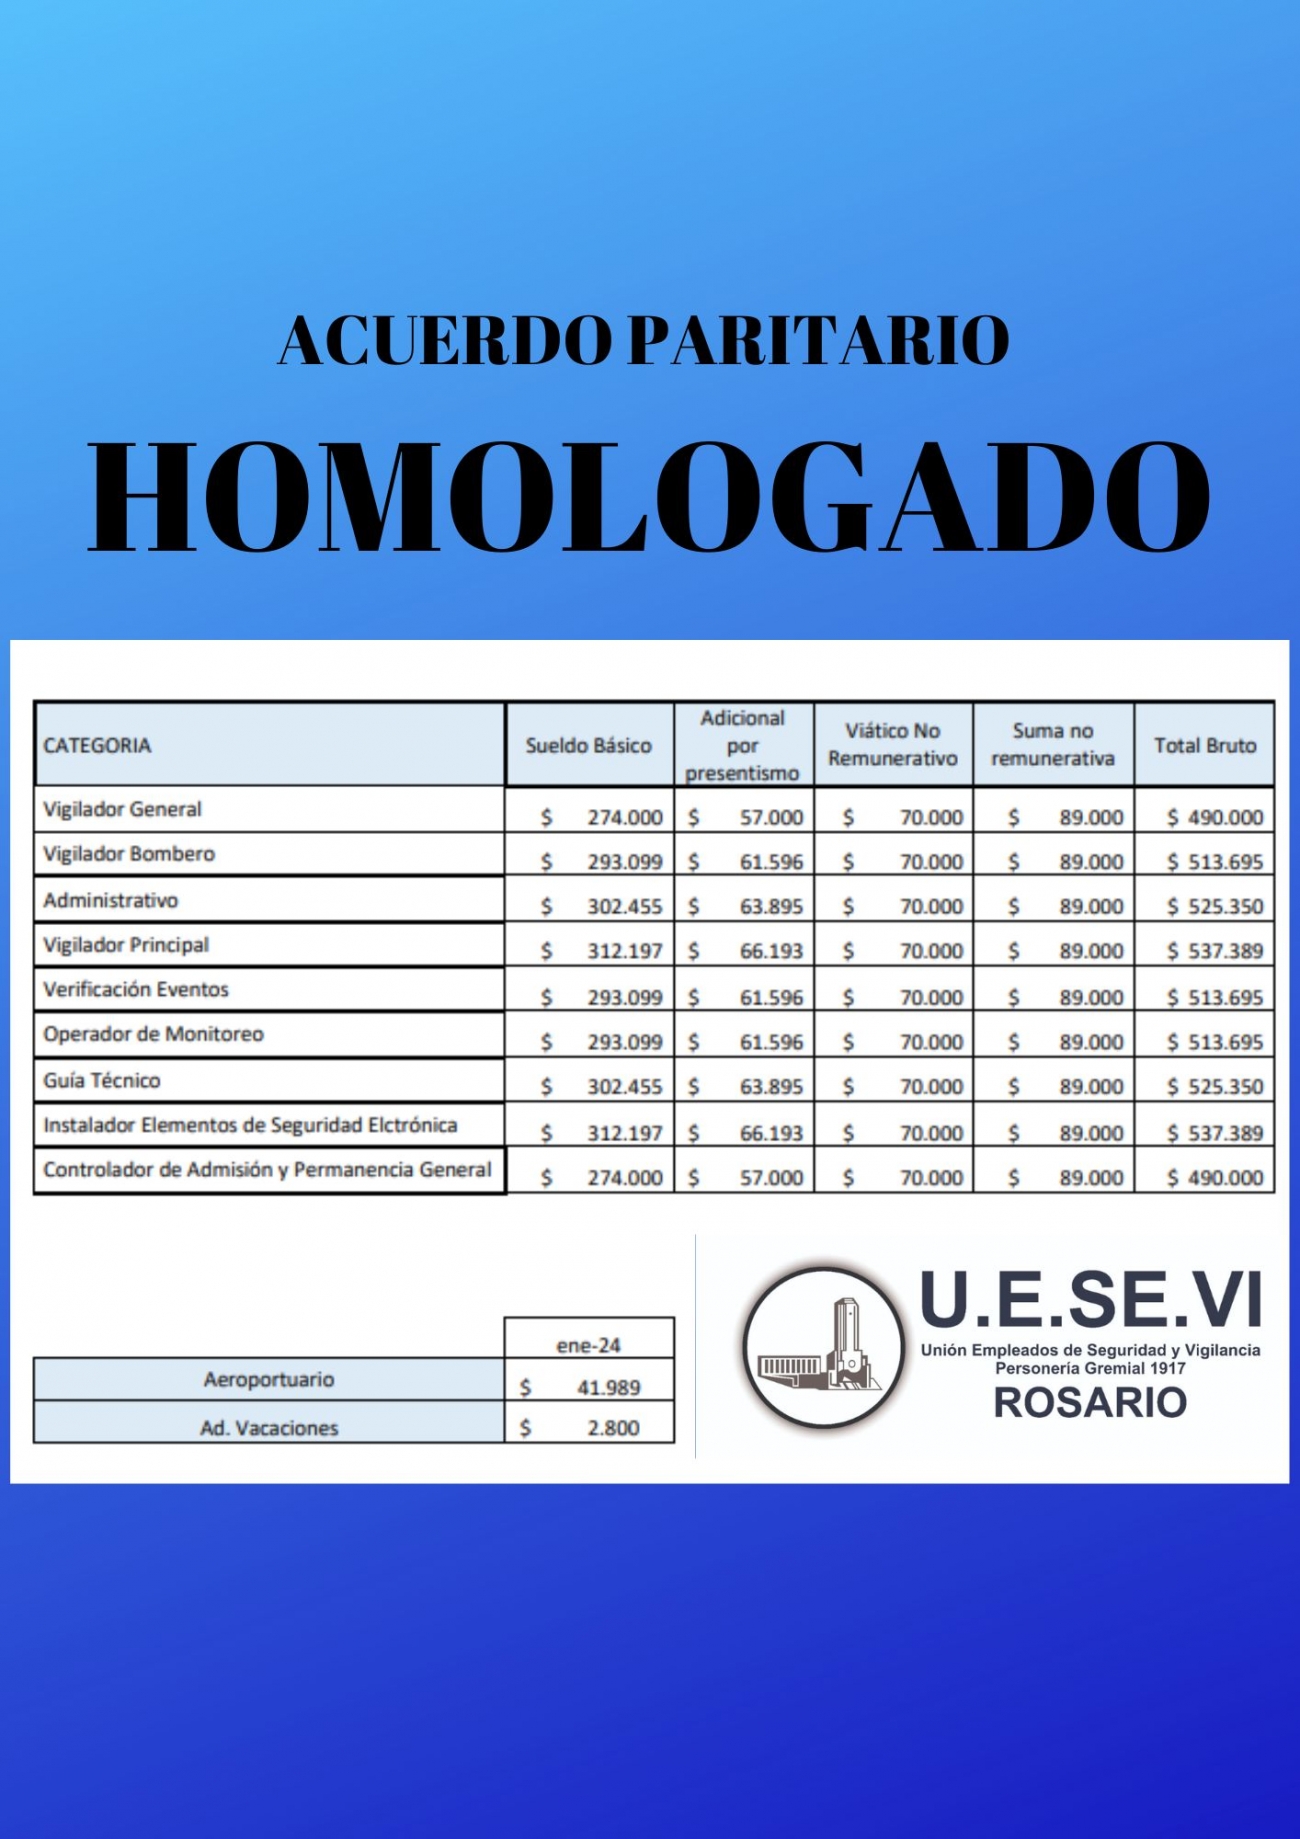 ACUERDO PARITARIO
HOMOLOGADO
CATEGORIA Sueldo Básico Adicional por presentismo Viático No Remunerativo Suma no remunerativa Total Bruto
Vigilador General $ 274.000 $ 57.000 $ 70.000 $ 89.000 $ 490.000
Vigilador Bombero $ 293.099 $ 61.596 $ 70.000 $ 89.000 $ 513.695
Administrativo $ 302.455 $ 63.895 $ 70.000 $ 89.000 $ 525.350
Vigilador Principal $ 312.197 $ 66.193 $ 70.000 $ 89.000 $ 537.389
Verificación Eventos $ 293.099 $ 61.596 $ 70.000 $ 89.000 $ 513.695
Operador de Monitoreo $ 293.099 $ 61.596 $ 70.000 $ 89.000 $ 513.695
Guía Técnico $ 302.455 $ 63.895 $ 70.000 $ 89.000 $ 525.350
Instalador Elementos de Seguridad Elctrónica $ 312.197 $ 66.193 $ 70.000 $ 89.000 $ 537.389
Controlador de Admisión y Permanencia General $ 274.000 $ 57.000 $ 70.000 $ 89.000 $ 490.000
ene-24
Aeroportuario $ 41.989
Ad. Vacaciones $ 2.800
U.E.SE.VI
Unión Empleados de Seguridad y Vigilancia
Personería Gremial 1917
ROSARIO